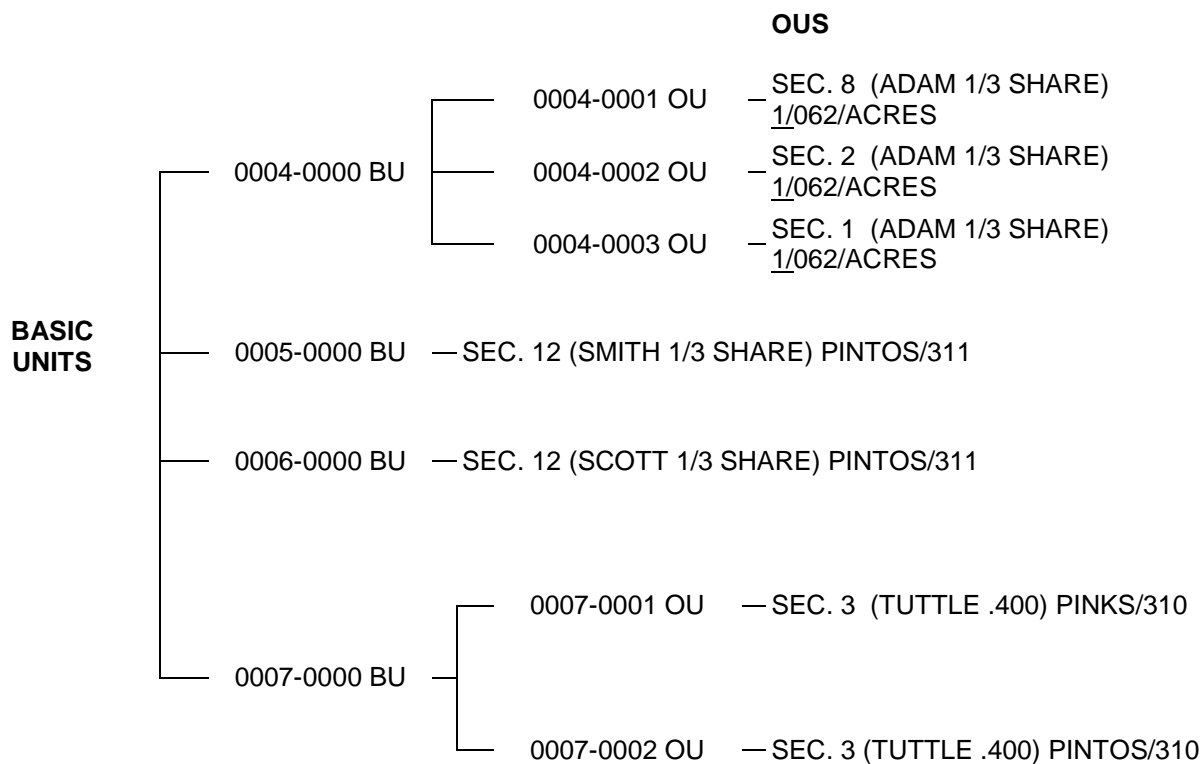 OUS
0004-0001 OU
SEC. 8 (ADAM 1/3 SHARE)
1/062/ACRES
0004-0000 BU
0004-0002 OU
SEC. 2 (ADAM 1/3 SHARE)
1/062/ACRES
0004-0003 OU
SEC. 1 (ADAM 1/3 SHARE)
1/062/ACRES
BASIC
UNITS
0005-0000 BU
SEC. 12 (SMITH 1/3 SHARE) PINTOS/311
0006-0000 BU
SEC. 12 (SCOTT 1/3 SHARE) PINTOS/311
0007-0001 OU
SEC. 3 (TUTTLE .400) PINKS/310
0007-0000 BU
0007-0002 OU
SEC. 3 (TUTTLE .400) PINTOS/310